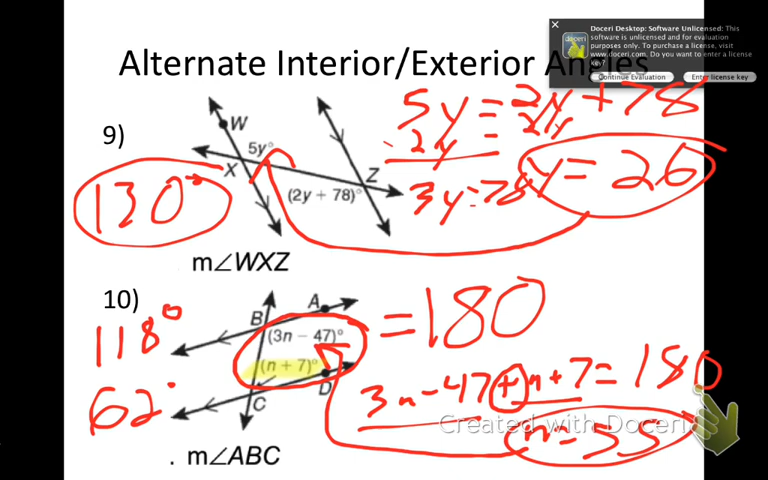 Doceri Desktop: Software Unlicensed: This
software is unlicensed and for evaluation
purposes only. To purchase a license, visit
www.doceri.com. Do you want to enter a
license key?
Continue Evaluation
Enter license key
Alternate Interior/Exterior Angles
9)
W
5y°
X
Z
(2y + 78)°
m∠WXZ
130°
5y = 2y + 78
- 2y = 2y
3y = 78
y = 26
10)
B
A
(3n − 47)°
(n + 7)°
C
D
. m∠ABC
118°
62°
= 180
3n - 47 + n + 7 = 180
n = 55
Created with Doceri